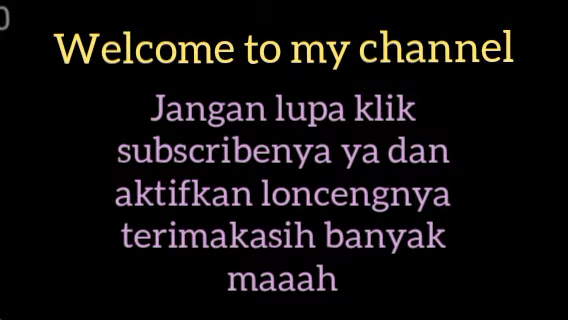 Welcome to my channel
Jangan lupa klik
subscribenya ya dan
aktifkan loncengnya
terimakasih banyak
maaah